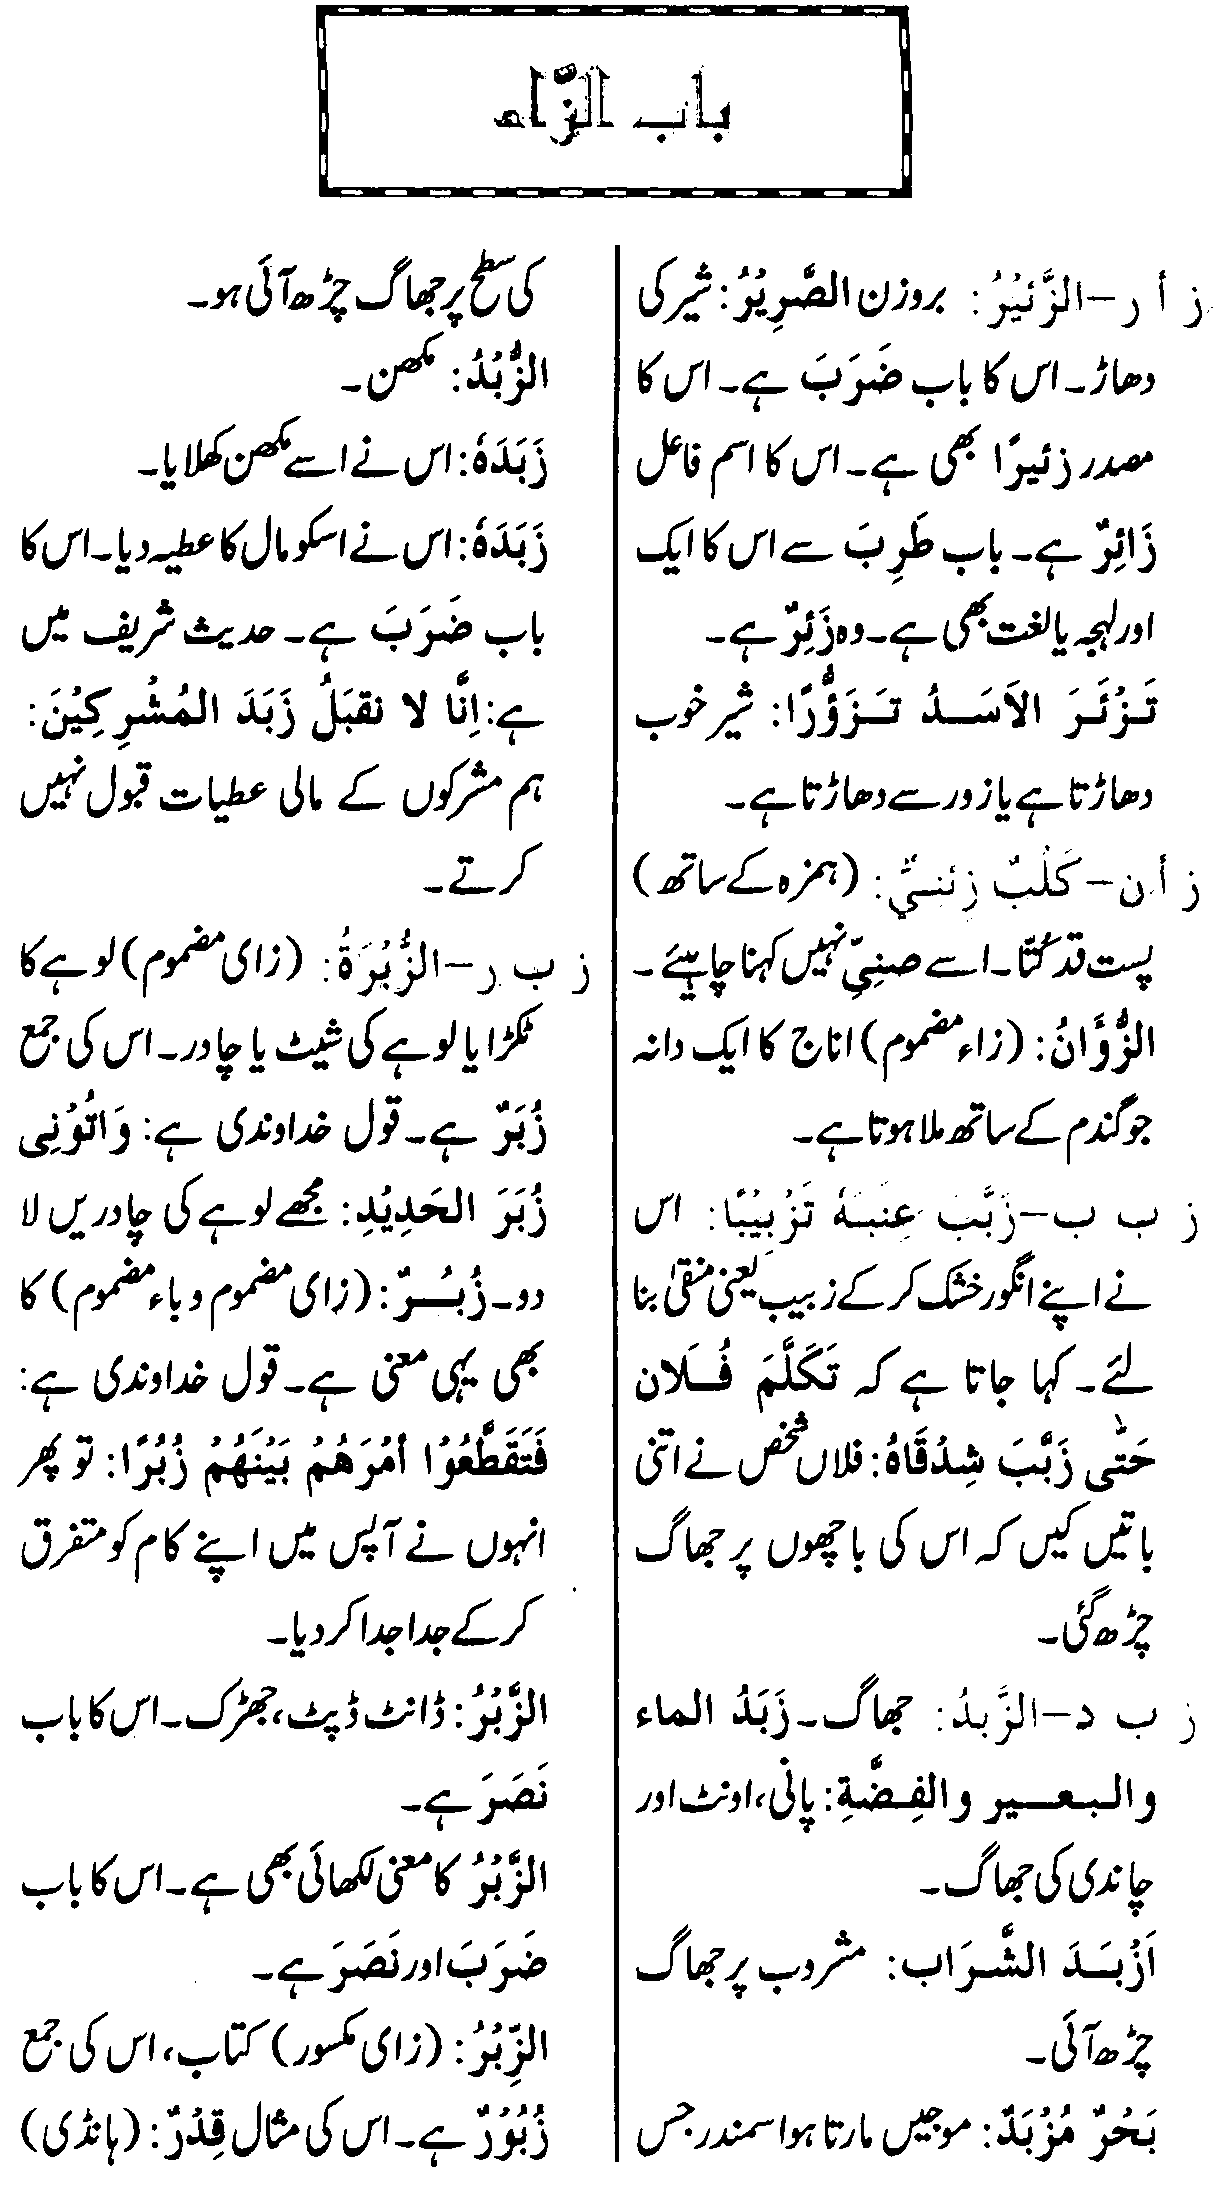 باب الزّاء
ز أ ر–الزَّئیْرُ: بروزن الصَّرِیْرُ: شیر کی
دھاڑ۔ اس کا باب ضَرَبَ ہے۔ اس کا
مصدر زئیرًا بھی ہے۔ اس کا اسم فاعل
زَائِرٌ ہے۔ باب طَرِبَ سے اس کا ایک
اور لہجہ یا لغت بھی ہے۔ وہ زَئِرٌ ہے۔
تَزْئَرَ الاَسَدُ تَزَؤُّرًا: شیر خوب
دھاڑتا ہے یا زور سے دھاڑتا ہے۔
ز أ ن–کَلْبٌ زِئنیٌّ: (ہمزہ کے ساتھ)
پست قد کُتّا۔ اسے صِنیِّ نہیں کہنا چاہیئے۔
الزُّؤَانُ: (زاء مضموم) اناج کا ایک دانہ
جو گندم کے ساتھ ملا ہوتا ہے۔
ز ب ب–زَبَّبَ عِنَبَہٗ تَزْبِیْبًا: اس
نے اپنے انگور خشک کر کے زبیب یعنی منقیٰ بنا
لئے۔ کہا جاتا ہے کہ تَکَلَّمَ فُلَان
حَتّٰی زَبَّبَ شِدْقَاہُ: فلاں شخص نے اتنی
باتیں کیں کہ اس کی باچھوں پر جھاگ
چڑھ گئی۔
ز ب د–الزَّبدُ: جھاگ۔ زَبَدُ الماء
والبعیر والفِضَّةِ: پانی، اونٹ اور
چاندی کی جھاگ۔
اَزْبَدَ الشَّرَاب: مشروب پر جھاگ
چڑھ آئی۔
بَحْرٌ مُزْبَدٌ: موجیں مارتا ہوا سمندر جس
کی سطح پر جھاگ چڑھ آئی ہو۔
الزُّبْدُ: مکھن۔
زَبَدَہٗ: اس نے اسے مکھن کھلایا۔
زَبَدَہٗ: اس نے اسکو مال کا عطیہ دیا۔ اس کا
باب ضَرَبَ ہے۔ حدیث شریف میں
ہے: اِنَّا لا نقبَلُ زَبَدَ المُشْرِکِیْنَ:
ہم مشرکوں کے مالی عطیات قبول نہیں
کرتے۔
ز ب ر–الزُّبْرَةُ: (زای مضموم) لوہے کا
ٹکڑا یا لوہے کی شیٹ یا چادر۔ اس کی جمع
زُبَرٌ ہے۔ قول خداوندی ہے: وَاتُوْنِی
زُبَرَ الحَدِیْدِ: مجھے لوہے کی چادریں لا
دو۔ زُبُرٌ: (زای مضموم و باء مضموم) کا
بھی یہی معنی ہے۔ قول خداوندی ہے:
فَتَقَطَّعُوْا أمْرَهُمْ بَیْنَهُمْ زُبُرًا: تو پھر
انہوں نے آپس میں اپنے کام کو متفرق
کر کے جدا جدا کر دیا۔
الزَّبْرُ: ڈانٹ ڈپٹ، جھڑک۔ اس کا باب
نَصَرَ ہے۔
الزَّبْرُ کا معنی لکھائی بھی ہے۔ اس کا باب
ضَرَبَ اور نَصَرَ ہے۔
الزِّبْرُ: (زای مکسور) کتاب، اس کی جمع
زُبُوْرٌ ہے۔ اس کی مثال قِدْرٌ: (ہانڈی)